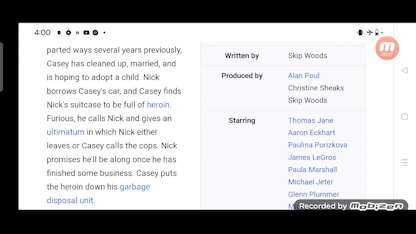 4:00
parted ways several years previously,
Casey has cleaned up, married, and
is hoping to adopt a child. Nick
borrows Casey's car, and Casey finds
Nick's suitcase to be full of heroin.
Furious, he calls Nick and gives an
ultimatum in which Nick either
leaves or Casey calls the cops. Nick
promises he'll be along once he has
finished some business. Casey puts
the heroin down his garbage
disposal unit.
Written by Skip Woods
Produced by Alan Poul
Christine Sheaks
Skip Woods
Starring Thomas Jane
Aaron Eckhart
Paulina Porizkova
James LeGros
Paula Marshall
Michael Jeter
Glenn Plummer
Recorded by Mobizen